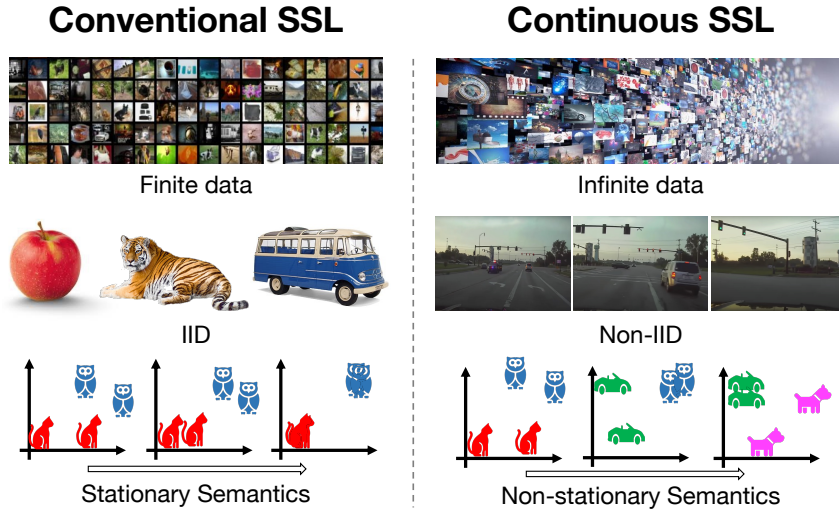 Conventional SSL
Continuous SSL
Finite data
Infinite data
IID
Non-IID
Stationary Semantics
Non-stationary Semantics